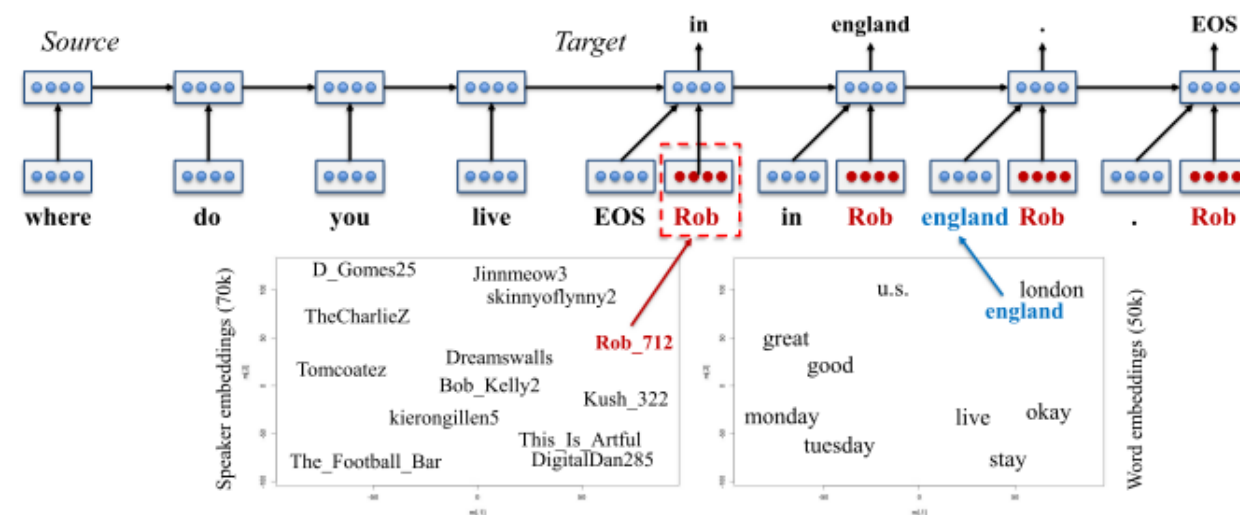 Source
Target
in
england
.
EOS
where
do
you
live
EOS
Rob
in
Rob
england
Rob
.
Rob
Speaker embeddings (70k)
D_Gomes25
Jinnmeow3
skinnyoflynny2
TheCharlieZ
Rob_712
Dreamswalls
Tomcoatez
Bob_Kelly2
Kush_322
kierongillen5
This_Is_Artful
The_Football_Bar
DigitalDan285
u.s.
london
england
great
good
monday
live
okay
tuesday
stay
Word embeddings (50k)